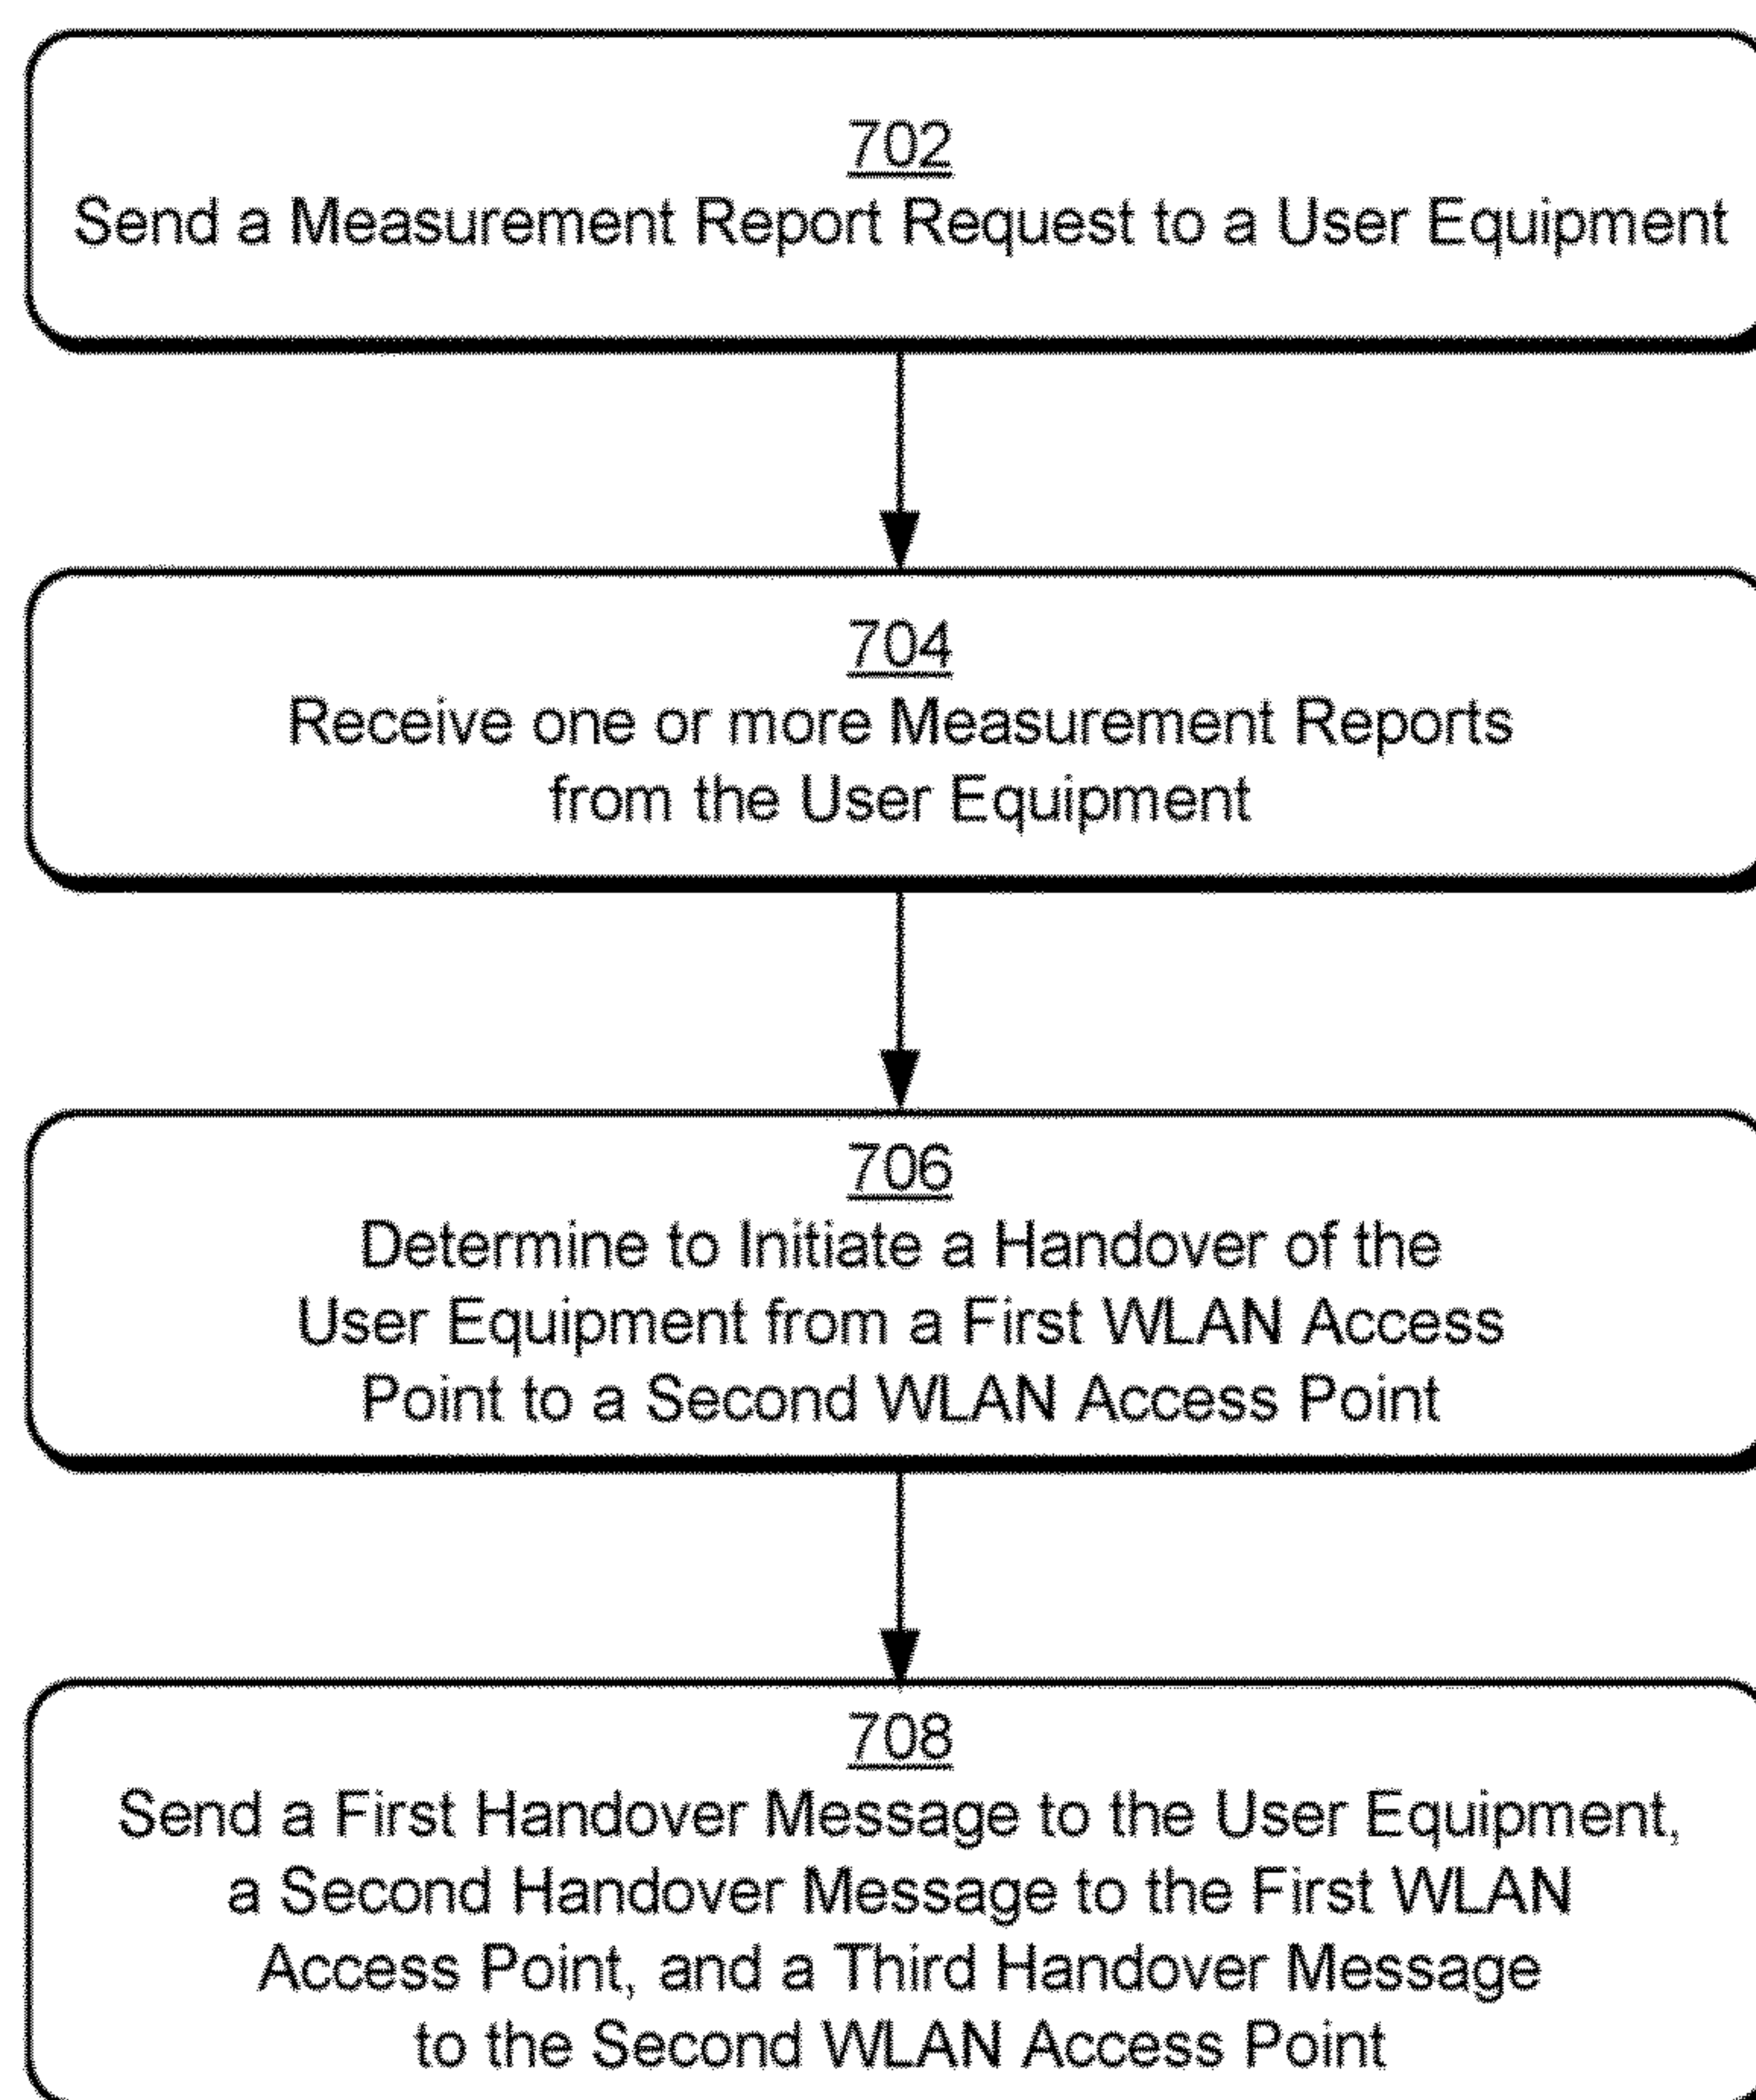 702
Send a Measurement Report Request to a User Equipment
704
Receive one or more Measurement Reports
from the User Equipment
706
Determine to Initiate a Handover of the
User Equipment from a First WLAN Access
Point to a Second WLAN Access Point
708
Send a First Handover Message to the User Equipment,
a Second Handover Message to the First WLAN
Access Point, and a Third Handover Message
to the Second WLAN Access Point